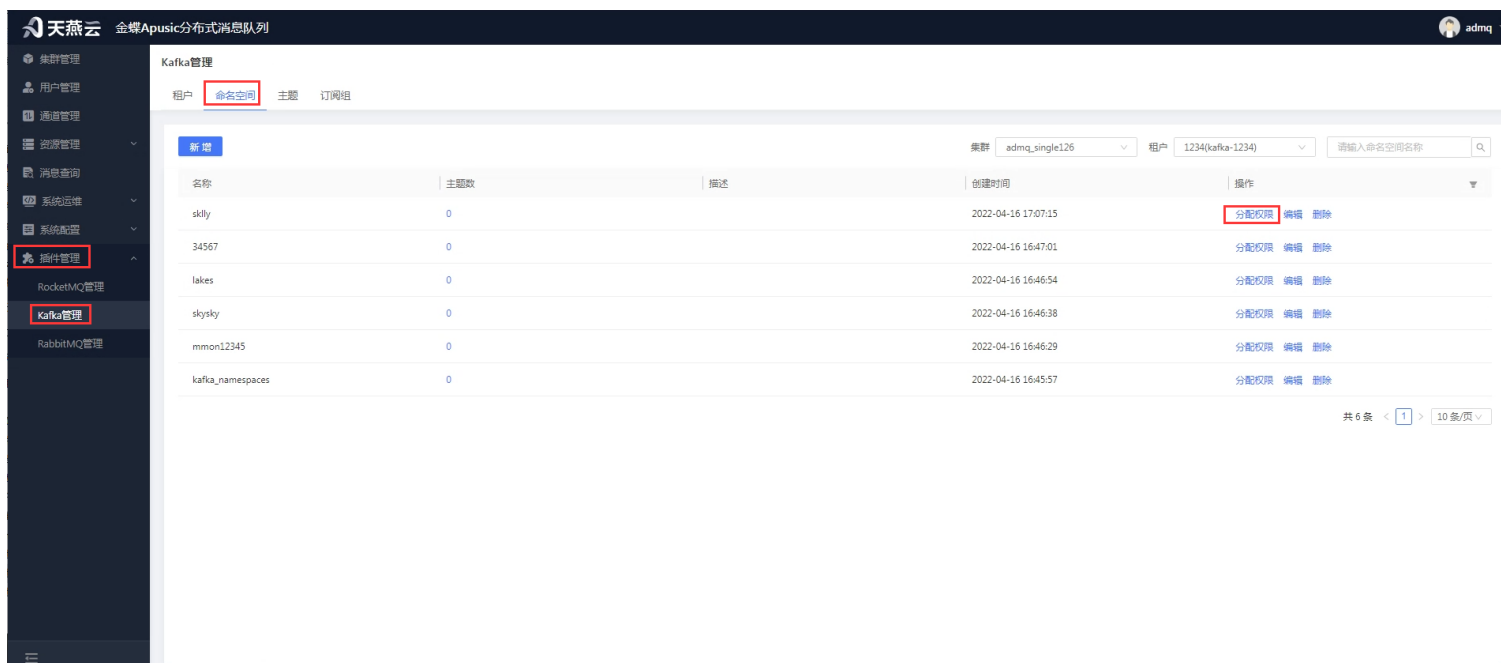 天燕云 金蝶Apusic分布式消息队列 admq
集群管理
用户管理
通道管理
资源管理
消息查询
系统运维
系统配置
插件管理
RocketMQ管理
Kafka管理
RabbitMQ管理
Kafka管理
租户 命名空间 主题 订阅组
新增 集群 admq_single126 租户 1234(kafka-1234) 请输入命名空间名称
名称 主题数 描述 创建时间 操作
sklly 0 2022-04-16 17:07:15 分配权限 编辑 删除
34567 0 2022-04-16 16:47:01 分配权限 编辑 删除
lakes 0 2022-04-16 16:46:54 分配权限 编辑 删除
skysky 0 2022-04-16 16:46:38 分配权限 编辑 删除
mmon12345 0 2022-04-16 16:46:29 分配权限 编辑 删除
kafka_namespaces 0 2022-04-16 16:45:57 分配权限 编辑 删除
共 6 条 < 1 > 10 条/页